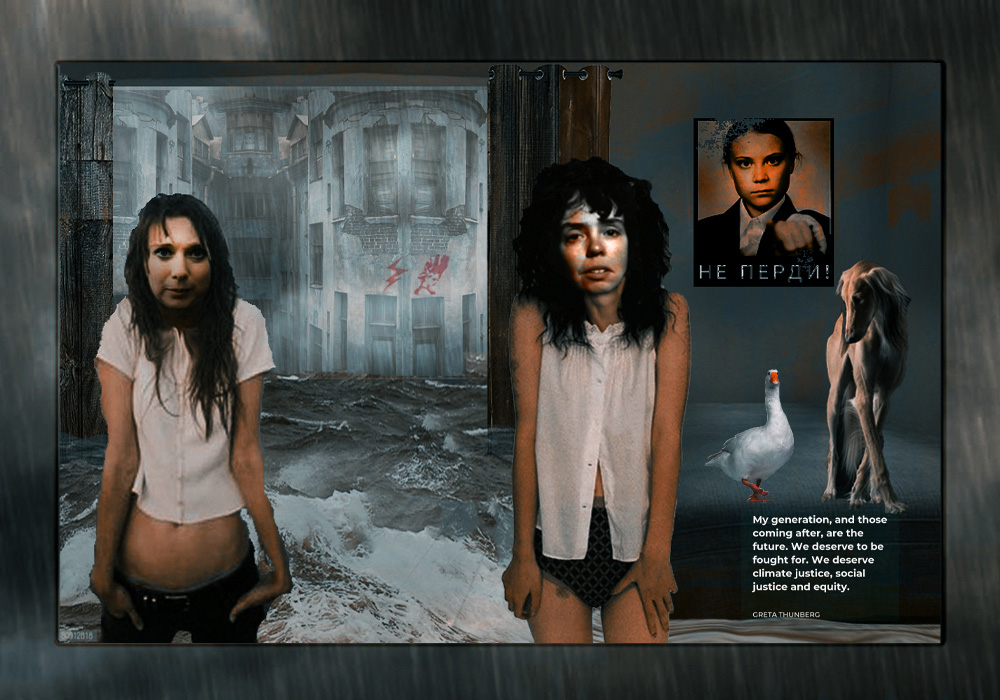 НЕ ПЕРДИ!
My generation, and those
coming after, are the
future. We deserve to be
fought for. We deserve
climate justice, social
justice and equity.
GRETA THUNBERG